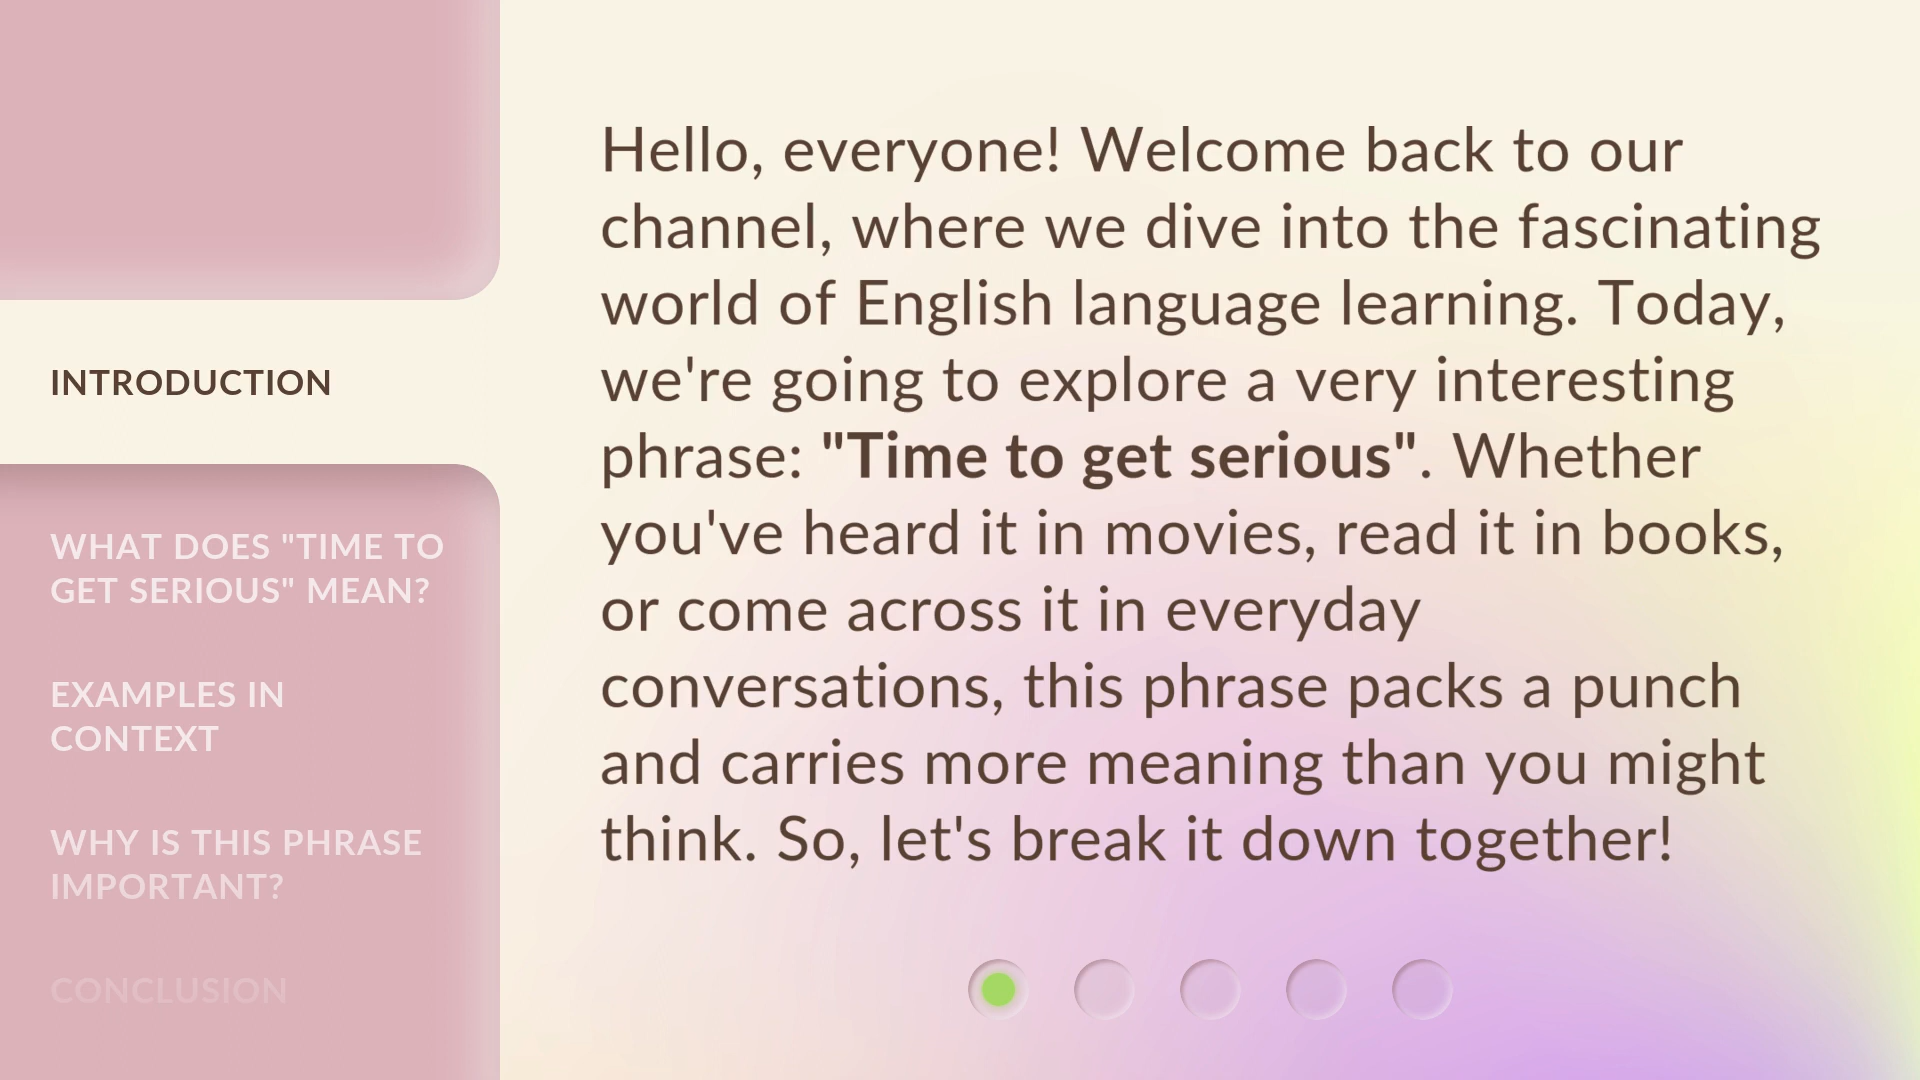 INTRODUCTION
WHAT DOES "TIME TO
GET SERIOUS" MEAN?
EXAMPLES IN
CONTEXT
WHY IS THIS PHRASE
IMPORTANT?
CONCLUSION
Hello, everyone! Welcome back to our
channel, where we dive into the fascinating
world of English language learning. Today,
we're going to explore a very interesting
phrase: "Time to get serious". Whether
you've heard it in movies, read it in books,
or come across it in everyday
conversations, this phrase packs a punch
and carries more meaning than you might
think. So, let's break it down together!